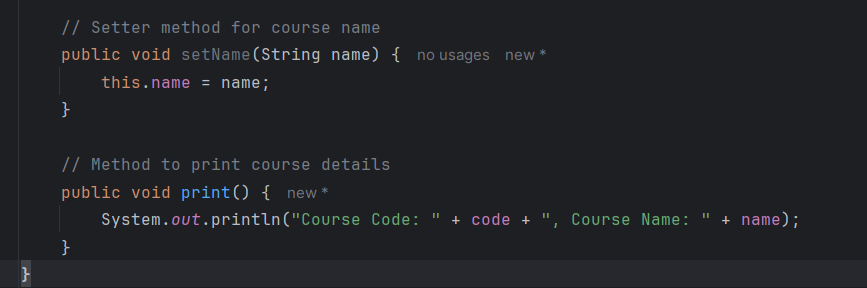 // Setter method for course name
public void setName(String name) { no usages new *
this.name = name;
}
// Method to print course details
public void print() { new *
System.out.println("Course Code: " + code + ", Course Name: " + name);
}
}